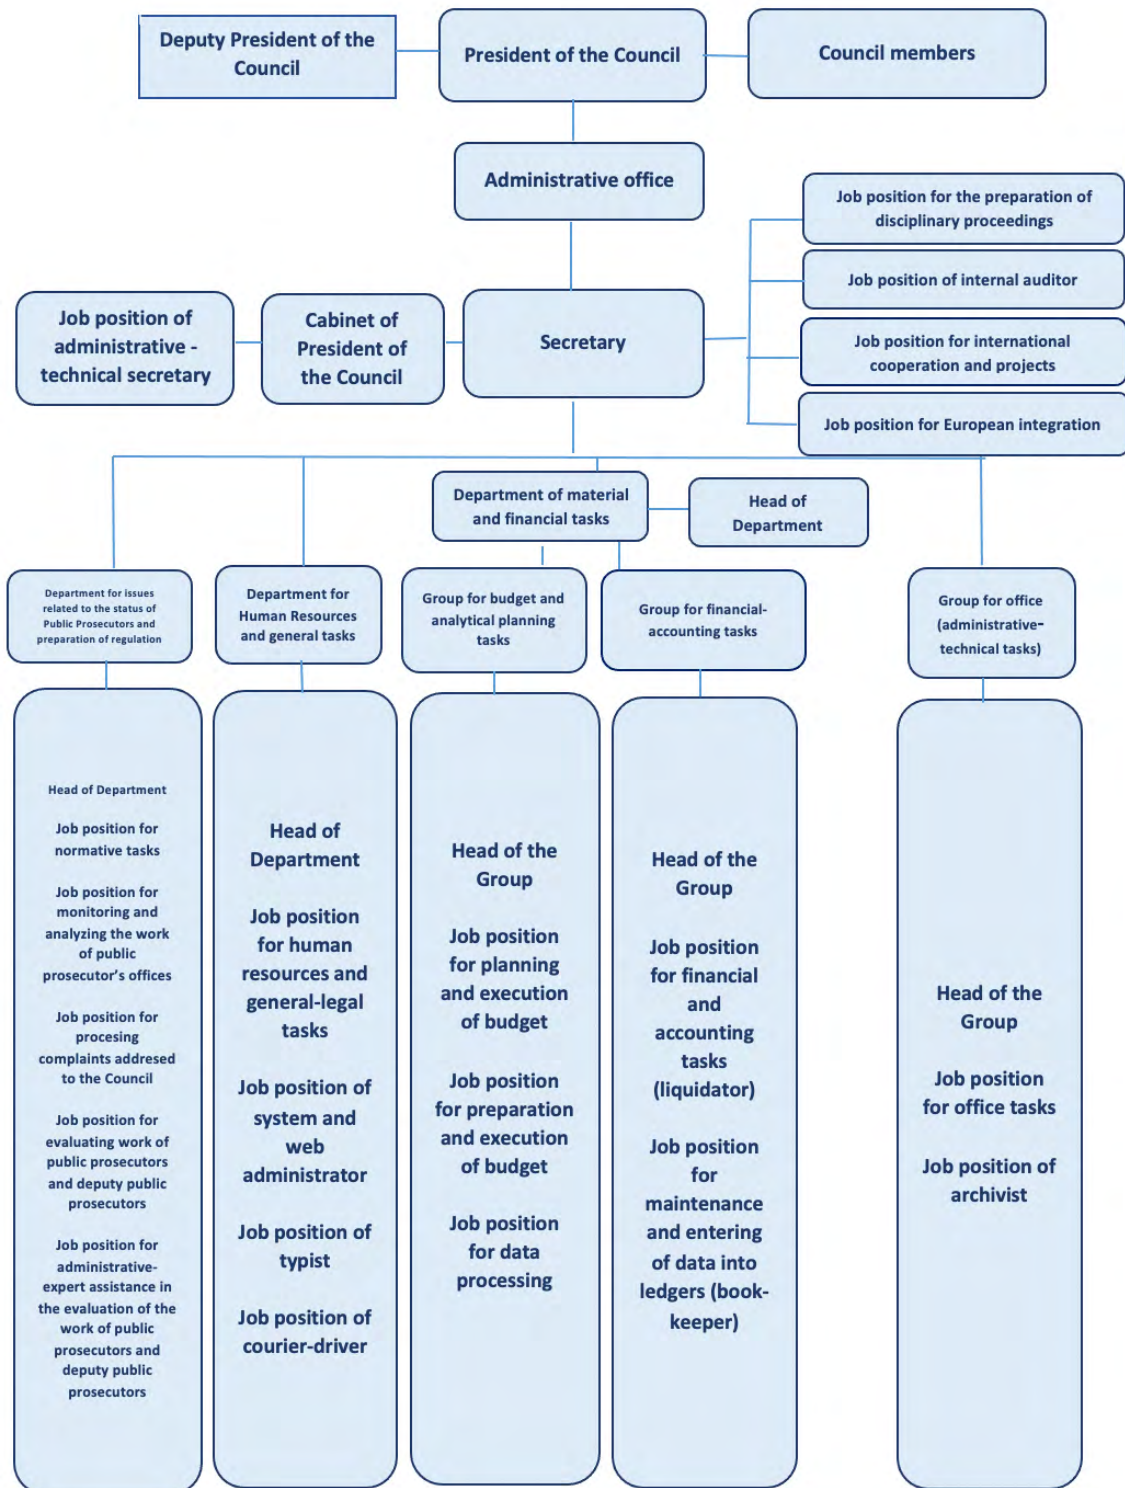 Deputy President of the
Council
President of the Council
Council members
Administrative office
Job position for the preparation of
disciplinary proceedings
Job position of internal auditor
Job position for international
cooperation and projects
Job position for European integration
Job position of
administrative -
technical secretary
Cabinet of
President of
the Council
Secretary
Department of material
and financial tasks
Head of
Department
Department for issues
related to the status of
Public Prosecutors and
preparation of regulation
Department for
Human Resources
and general tasks
Group for budget and
analytical planning
tasks
Group for financial-
accounting tasks
Group for office
(administrative-
technical tasks)
Head of Department
Job position for
normative tasks
Job position for
monitoring and
analyzing the work
of public
prosecutor's offices
Job position for
procesing
complaints addresed
to the Council
Job position for
evaluating work of
public prosecutors
and deputy public
prosecutors
Job position for
administrative-
expert assistance in
the evaluation of the
work of public
prosecutors and
deputy public
prosecutors
Head of
Department
Job position
for human
resources and
general-legal
tasks
Job position of
system and
web
administrator
Job position of
typist
Job position of
courier-driver
Head of the
Group
Job position
for planning
and execution
of budget
Job position
for preparation
and execution
of budget
Job position
for data
processing
Head of the
Group
Job position
for financial
and
accounting
tasks
(liquidator)
Job position
for
maintenance
and entering
of data into
ledgers (book-
keeper)
Head of the
Group
Job position
for office tasks
Job position of
archivist